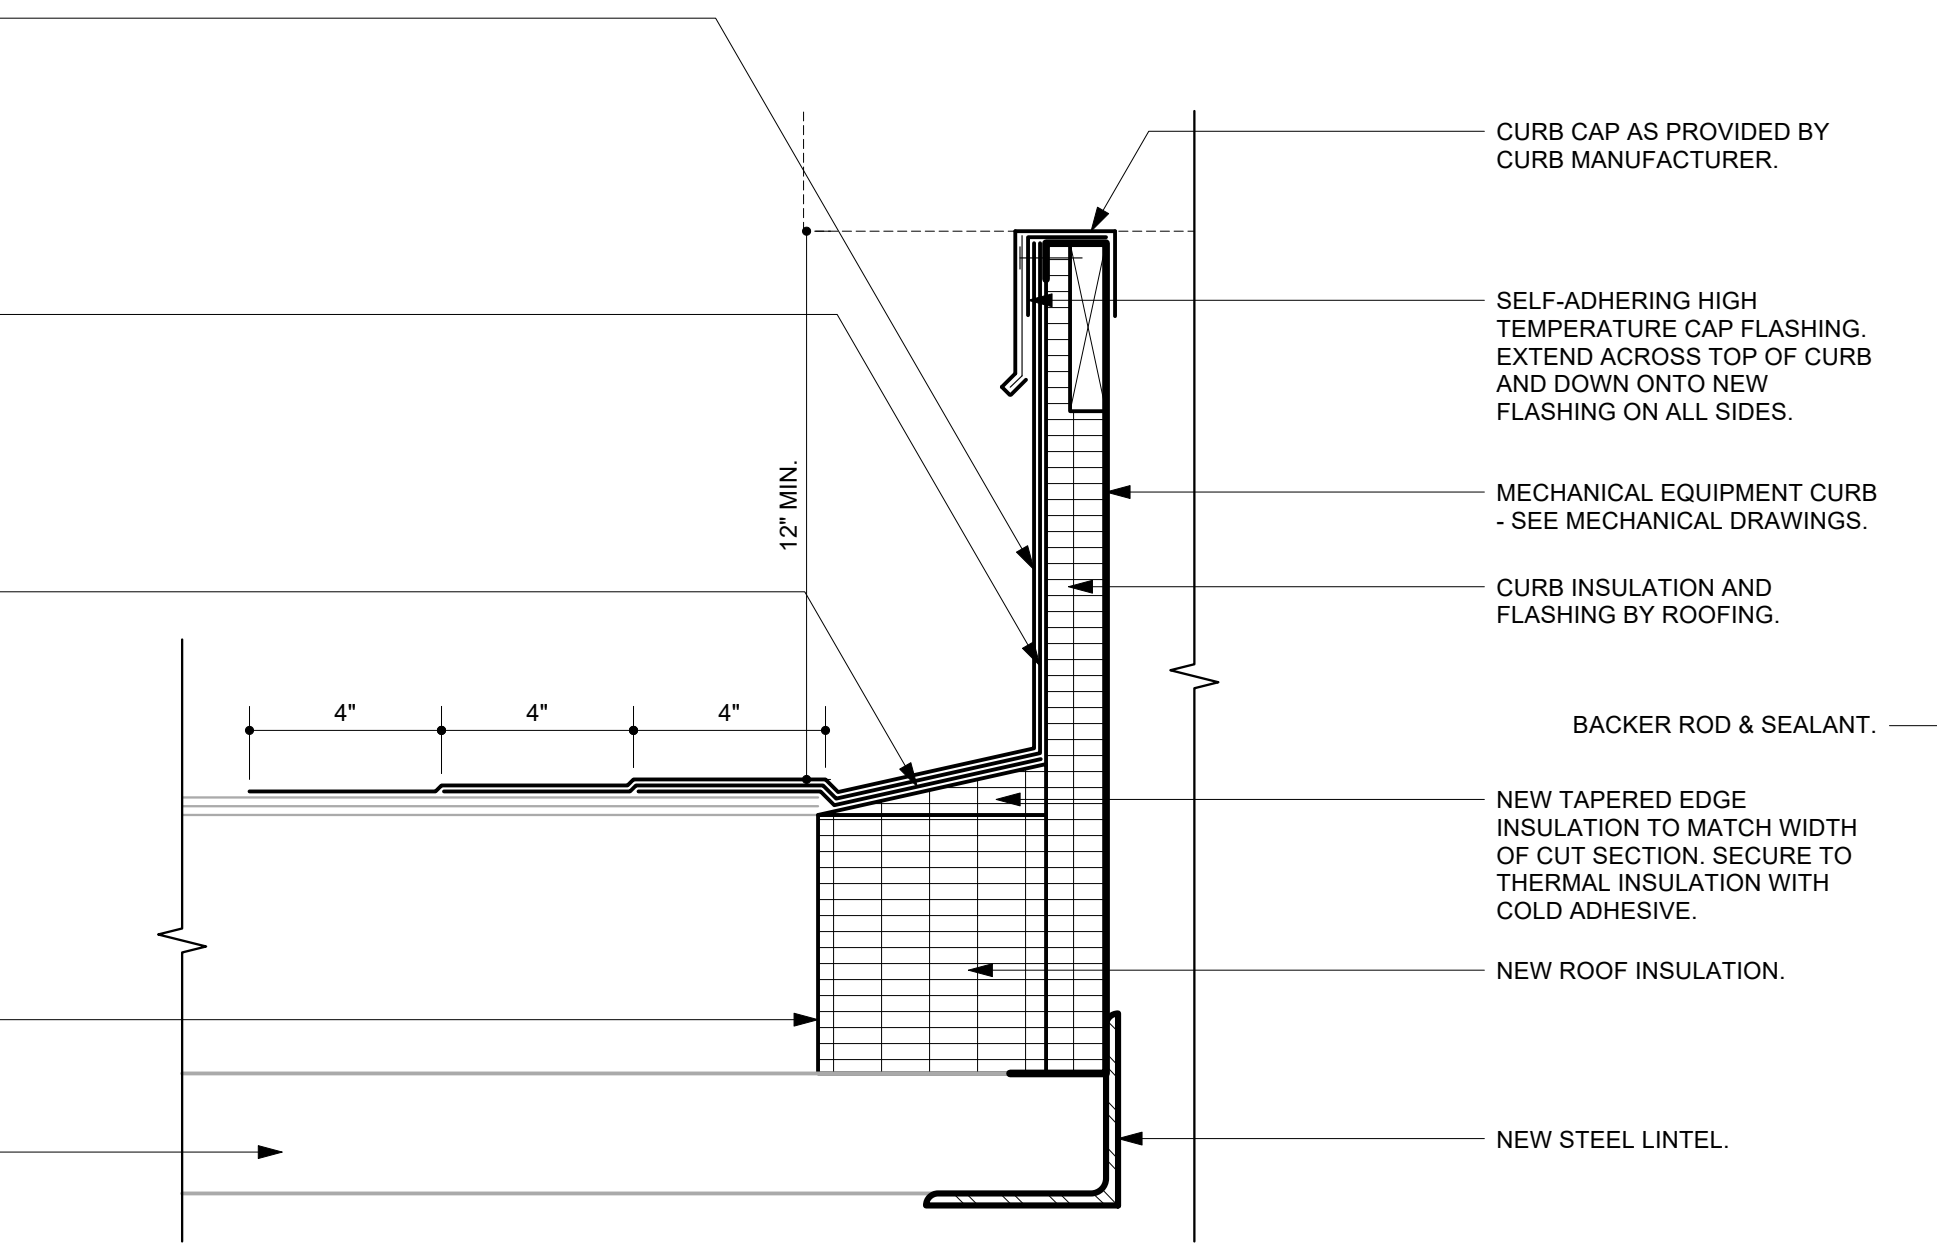 CURB CAP AS PROVIDED BY
CURB MANUFACTURER.
SELF-ADHERING HIGH
TEMPERATURE CAP FLASHING.
EXTEND ACROSS TOP OF CURB
AND DOWN ONTO NEW
FLASHING ON ALL SIDES.
12" MIN.
MECHANICAL EQUIPMENT CURB
- SEE MECHANICAL DRAWINGS.
CURB INSULATION AND
FLASHING BY ROOFING.
4" 4" 4"
BACKER ROD & SEALANT.
NEW TAPERED EDGE
INSULATION TO MATCH WIDTH
OF CUT SECTION. SECURE TO
THERMAL INSULATION WITH
COLD ADHESIVE.
NEW ROOF INSULATION.
NEW STEEL LINTEL.